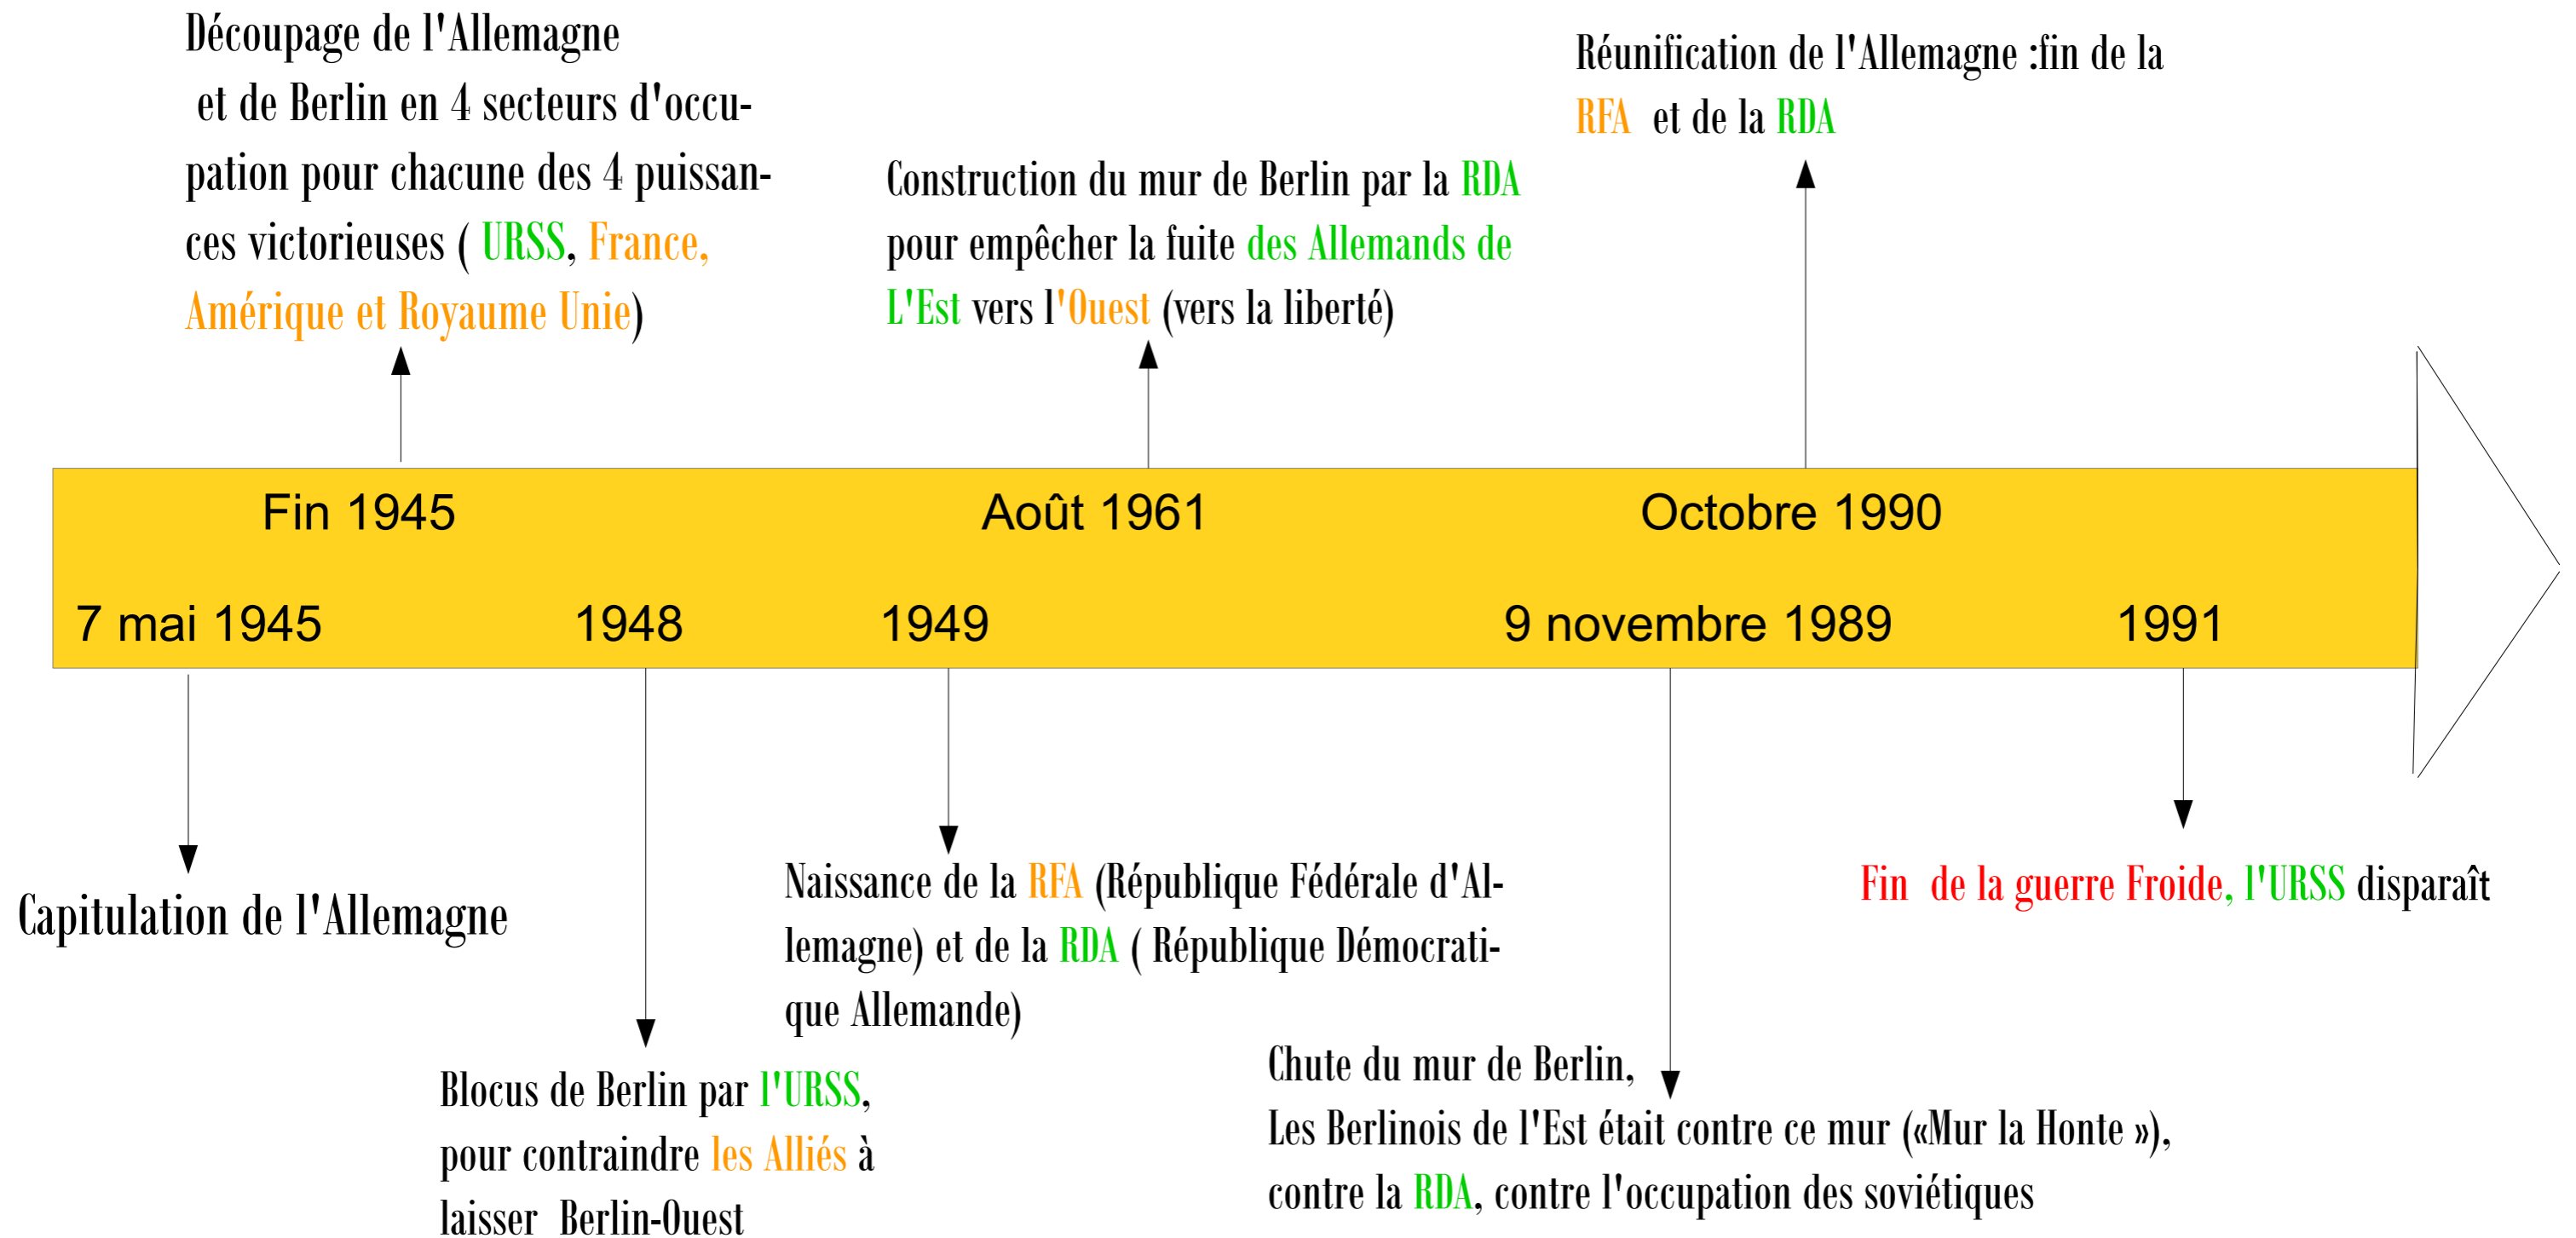 Découpage de l'Allemagne
et de Berlin en 4 secteurs d'occu-
pation pour chacune des 4 puissan-
ces victorieuses ( URSS, France,
Amérique et Royaume Unie)
Construction du mur de Berlin par la RDA
pour empêcher la fuite des Allemands de
L'Est vers l'Ouest (vers la liberté)
Réunification de l'Allemagne :fin de la
RFA et de la RDA
Fin 1945
Août 1961
Octobre 1990
7 mai 1945
1948
1949
9 novembre 1989
1991
Capitulation de l'Allemagne
Blocus de Berlin par l'URSS,
pour contraindre les Alliés à
laisser Berlin-Ouest
Naissance de la RFA (République Fédérale d'Al-
lemagne) et de la RDA ( République Démocrati-
que Allemande)
Chute du mur de Berlin,
Les Berlinois de l'Est était contre ce mur («Mur la Honte »),
contre la RDA, contre l'occupation des soviétiques
Fin de la guerre Froide, l'URSS disparaît